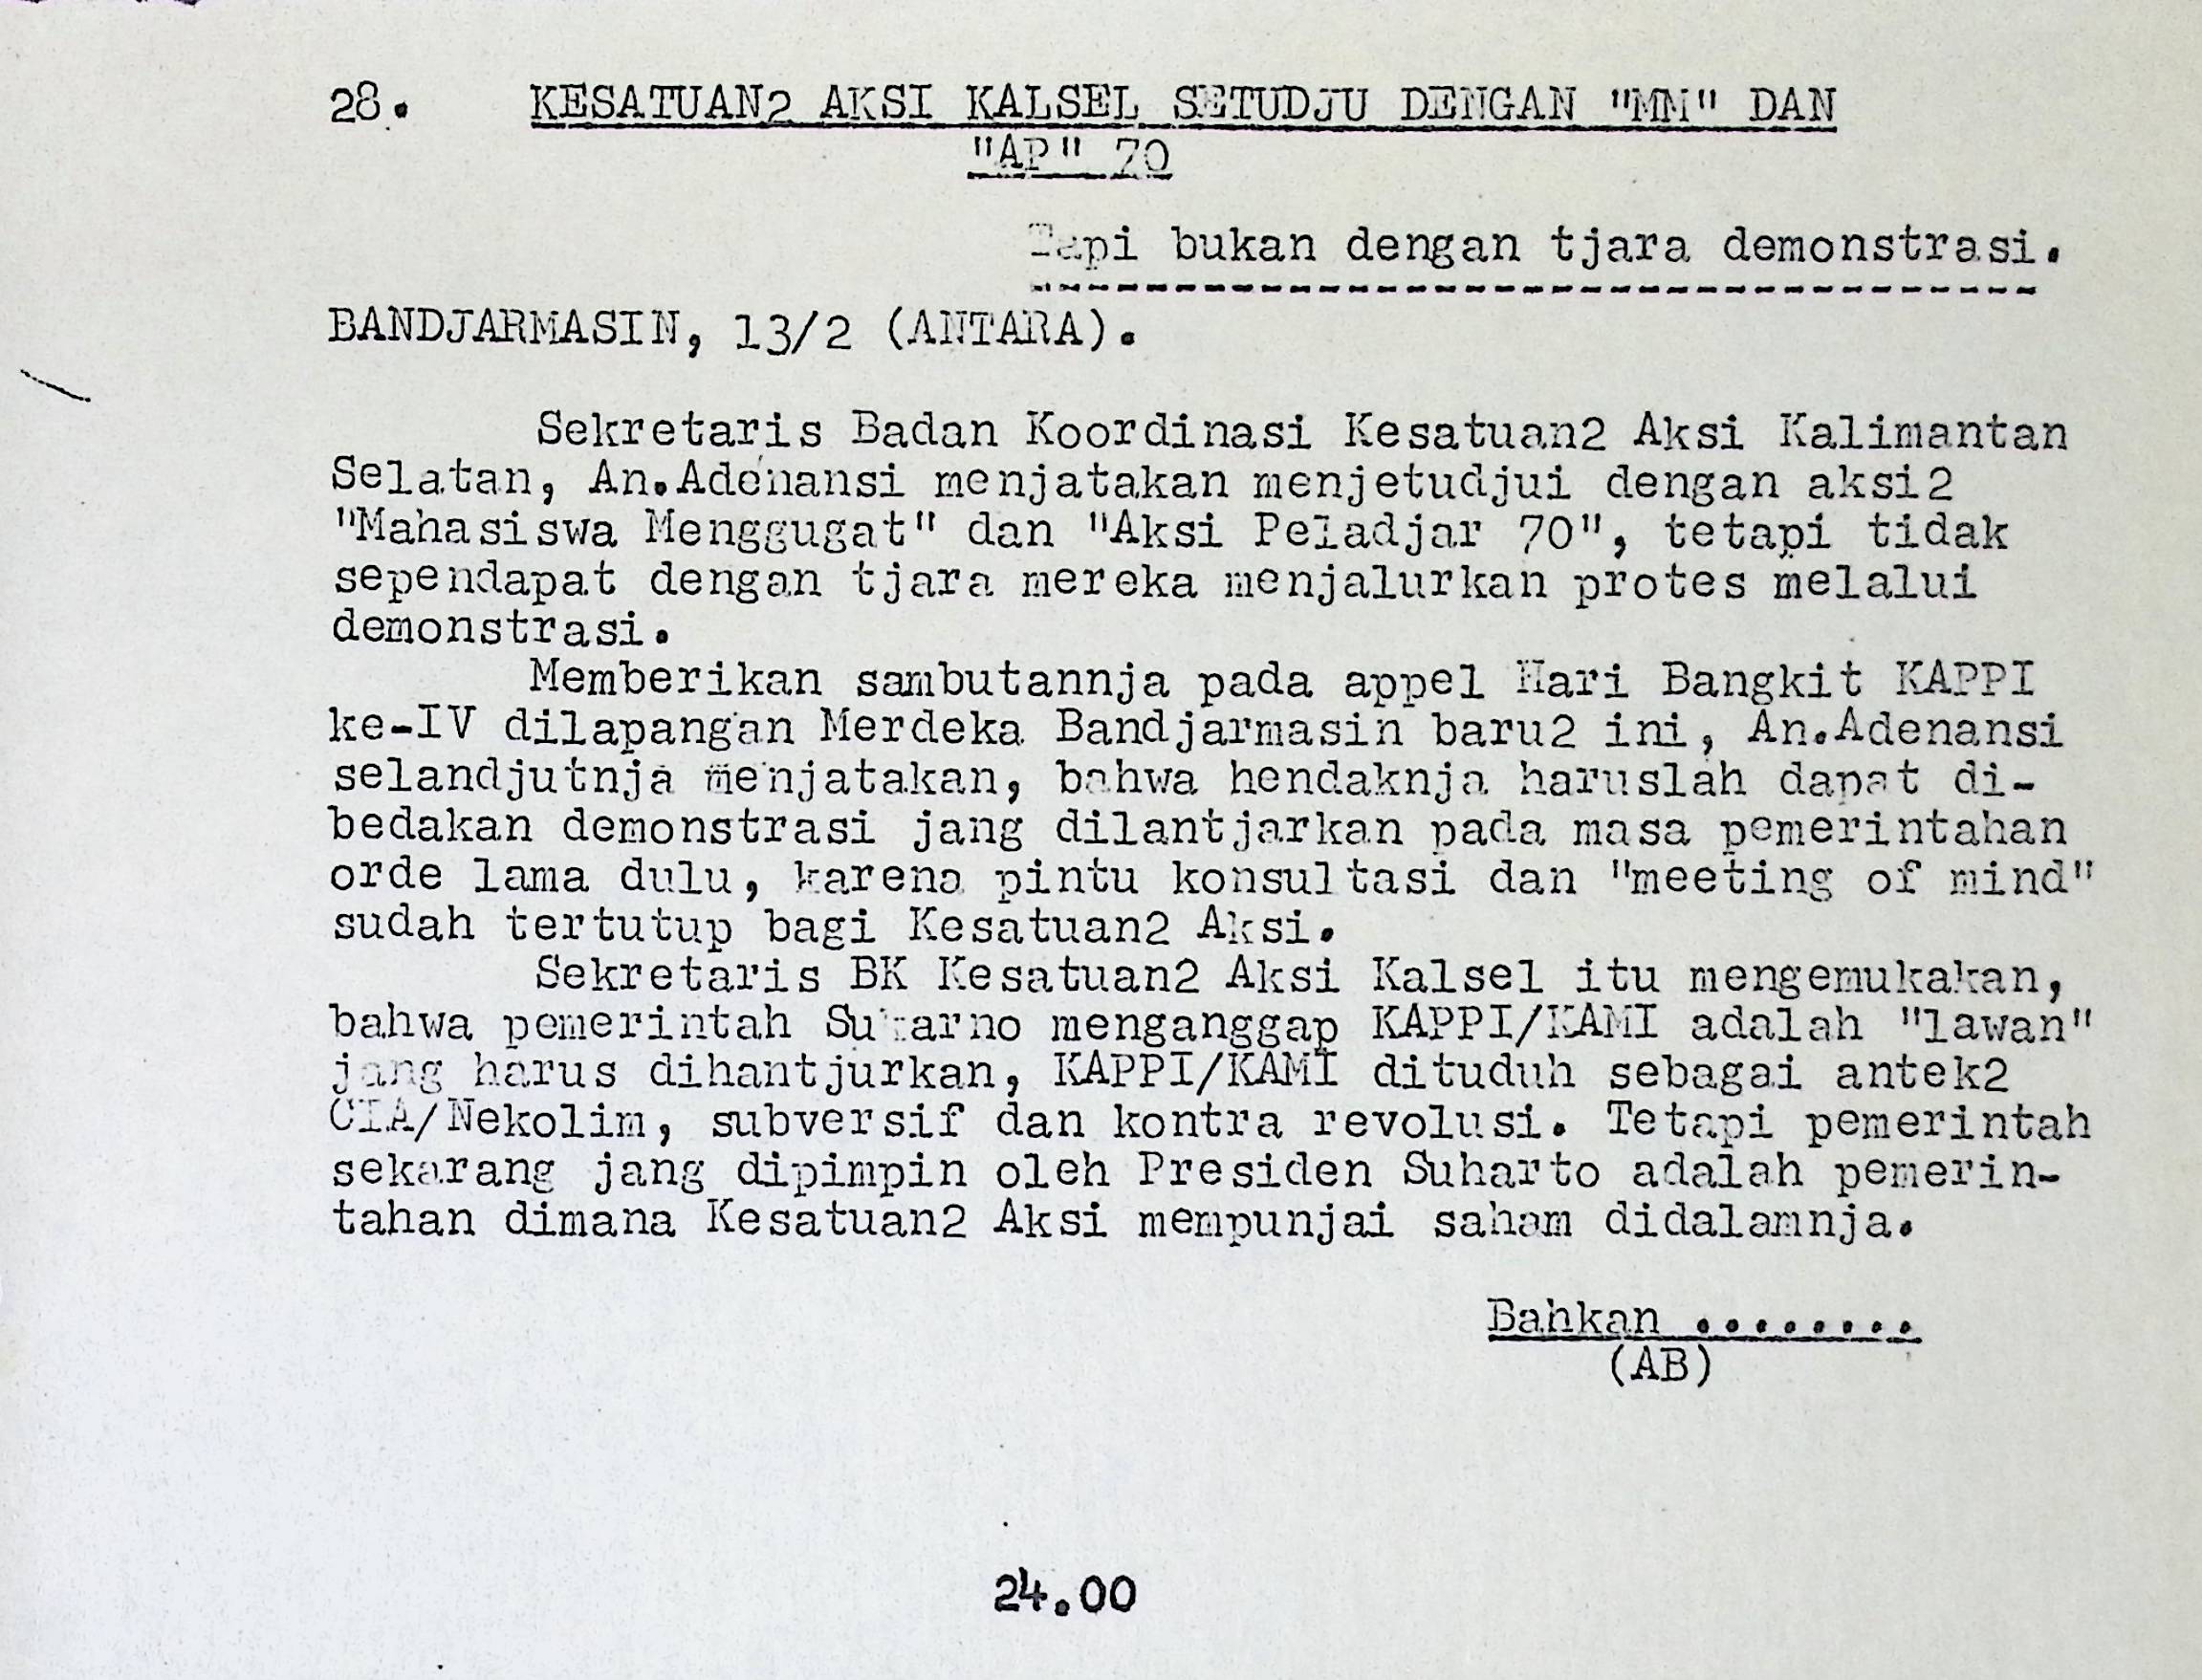 28. KESATUAN2 AKSI KALSEL SETUDJU DENGAN "MM" DAN
"AP" 70
Tapi bukan dengan tjara demonstrasi.
BANDJARMASIN, 13/2 (ANTARA).
Sekretaris Badan Koordinasi Kesatuan2 Aksi Kalimantan
Selatan, An.Adenansi menjatakan menjetudjui dengan aksi2
"Mahasiswa Menggugat" dan "Aksi Peladjar 70", tetapi tidak
sependapat dengan tjara mereka menjalurkan protes melalui
demonstrasi.
Memberikan sambutannja pada appel Hari Bangkit KAPPI
ke-IV dilapangan Merdeka Bandjarmasin baru2 ini, An.Adenansi
selandjutnja menjatakan, bahwa hendaknja haruslah dapat di-
bedakan demonstrasi jang dilantjarkan pada masa pemerintahan
orde lama dulu, karena pintu konsultasi dan "meeting of mind"
sudah tertutup bagi Kesatuan2 Aksi.
Sekretaris BK Kesatuan2 Aksi Kalsel itu mengemukakan,
bahwa pemerintah Sukarno menganggap KAPPI/KAMI adalah "lawan"
jang harus dihantjurkan, KAPPI/KAMI dituduh sebagai antek2
CIA/Nekolim, subversif dan kontra revolusi. Tetapi pemerintah
sekarang jang dipimpin oleh Presiden Suharto adalah pemerin-
tahan dimana Kesatuan2 Aksi mempunjai saham didalamnja.
Bahkan ........
(AB)
24.00